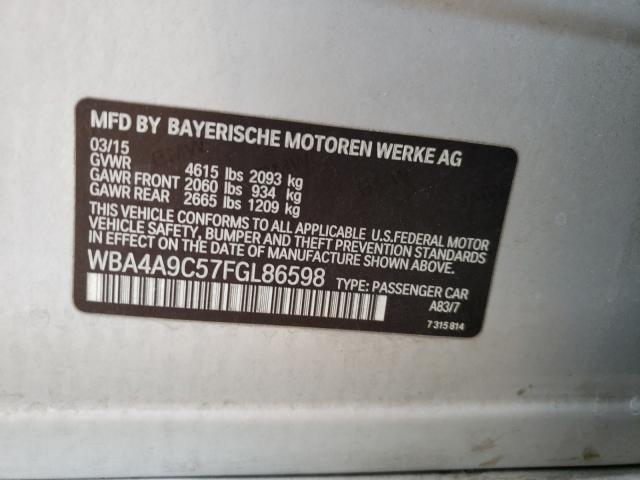 MFD BY BAYERISCHE MOTOREN WERKE AG
03/15
GVWR 4615 lbs 2093 kg
GAWR FRONT 2060 lbs 934 kg
GAWR REAR 2665 lbs 1209 kg
THIS VEHICLE CONFORMS TO ALL APPLICABLE U.S. FEDERAL MOTOR
VEHICLE SAFETY, BUMPER, AND THEFT PREVENTION STANDARDS
IN EFFECT ON THE DATE OF MANUFACTURE SHOWN ABOVE.
WBA4A9C57FGL86598 TYPE: PASSENGER CAR
A83/7
7 315 814